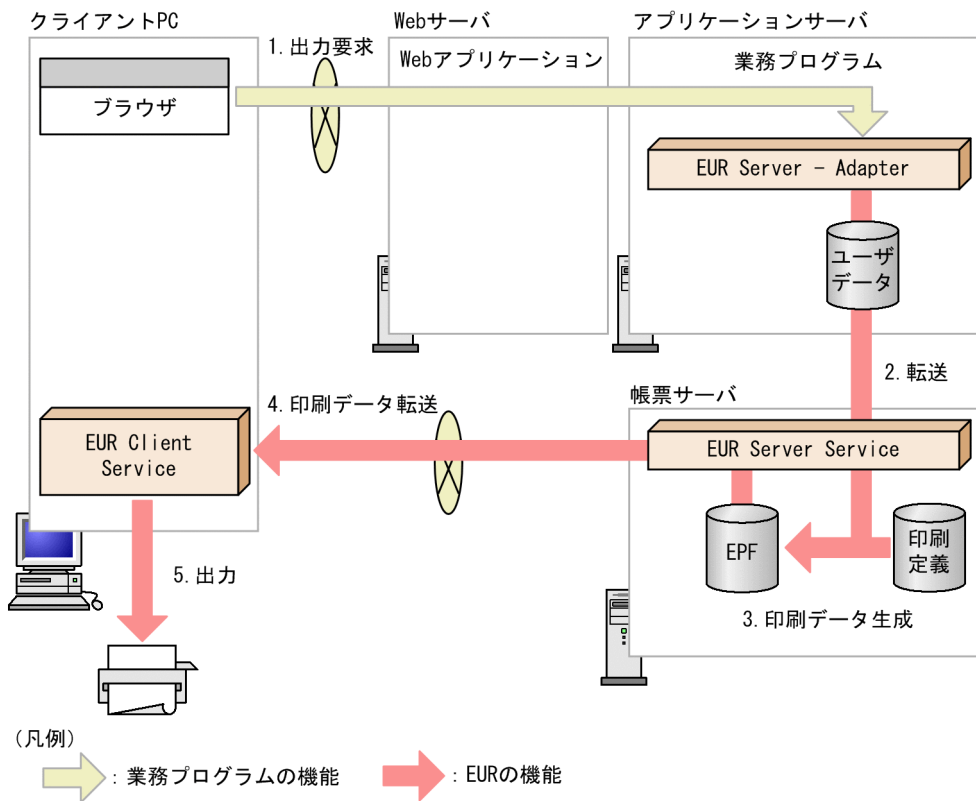 クライアントPC
Webサーバ
アプリケーションサーバ
1.出力要求
Webアプリケーション
業務プログラム
ブラウザ
EUR Server − Adapter
ユーザ
データ
2.転送
4.印刷データ転送
帳票サーバ
EUR Client
Service
EUR Server Service
EPF
印刷
定義
5.出力
3.印刷データ生成
(凡例)
:業務プログラムの機能
:EURの機能